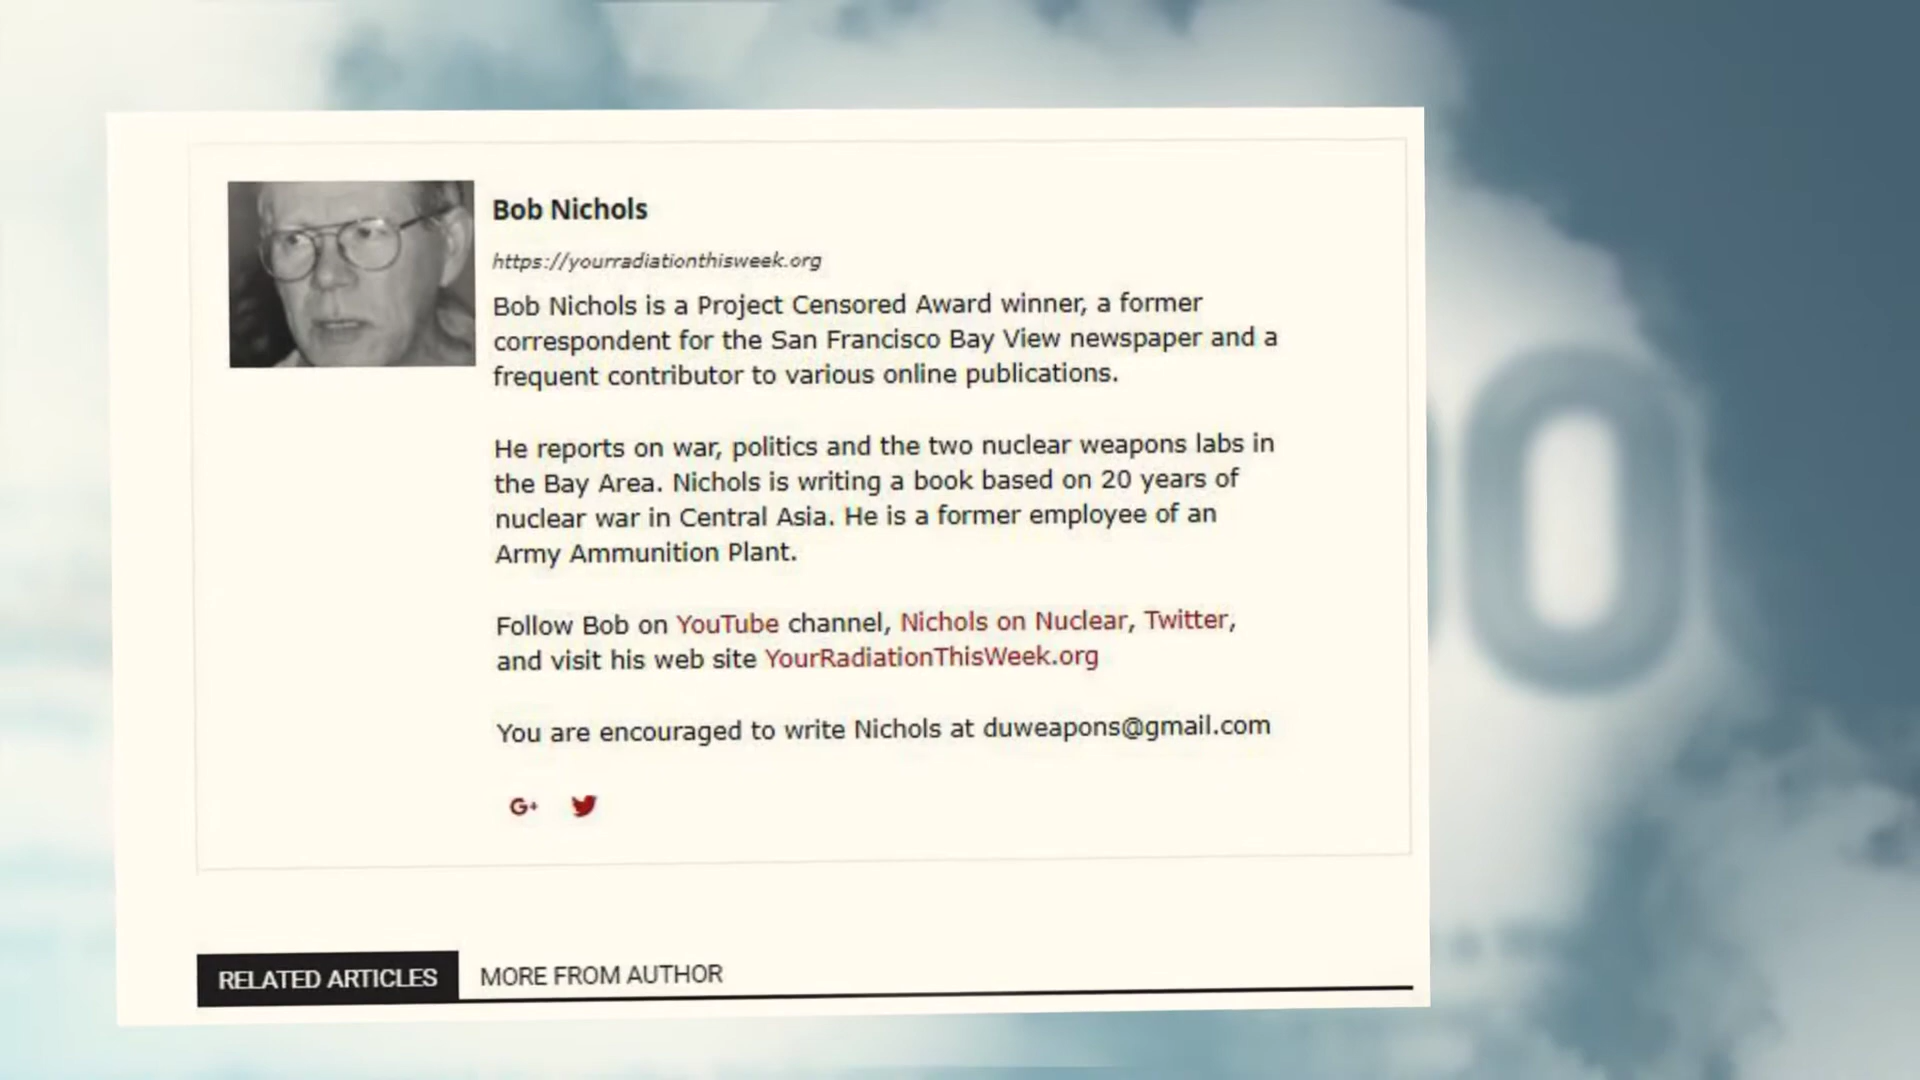 Bob Nichols
https://yourradiationthisweek.org
Bob Nichols is a Project Censored Award winner, a former
correspondent for the San Francisco Bay View newspaper and a
frequent contributor to various online publications.
He reports on war, politics and the two nuclear weapons labs in
the Bay Area. Nichols is writing a book based on 20 years of
nuclear war in Central Asia. He is a former employee of an
Army Ammunition Plant.
Follow Bob on YouTube channel, Nichols on Nuclear, Twitter,
and visit his web site YourRadiationThisWeek.org
You are encouraged to write Nichols at duweapons@gmail.com
G+
RELATED ARTICLES MORE FROM AUTHOR